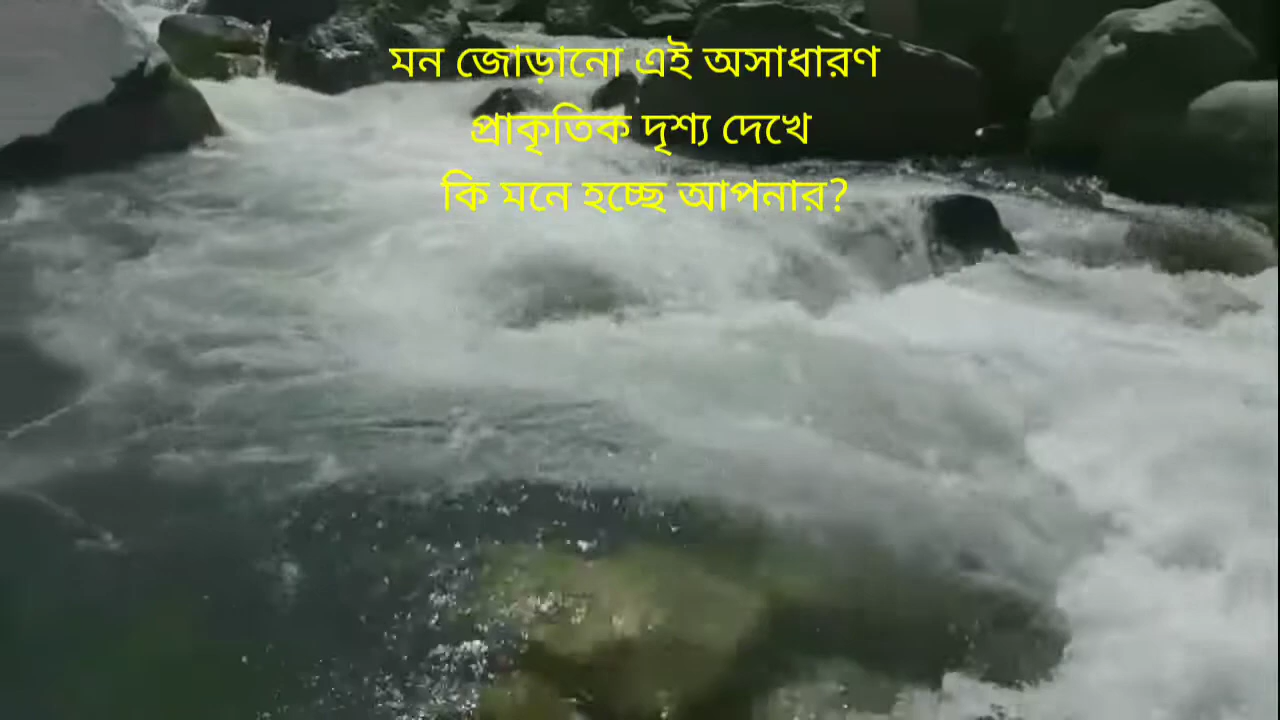 মন জোড়ানো এই অসাধারণ
প্রাকৃতিক দৃশ্য দেখে
কি মনে হচ্ছে আপনার?